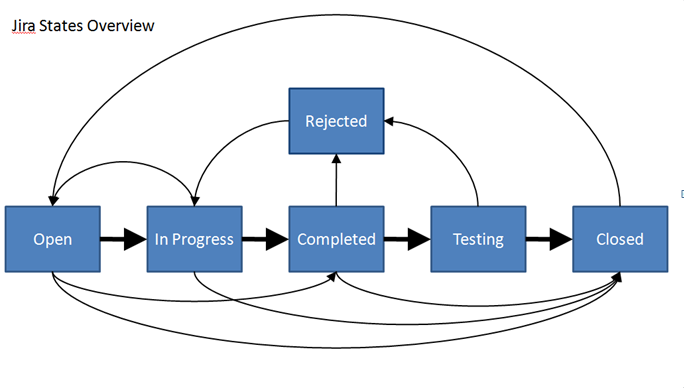 Jira States Overview
Rejected
Open
In Progress
Completed
Testing
Closed